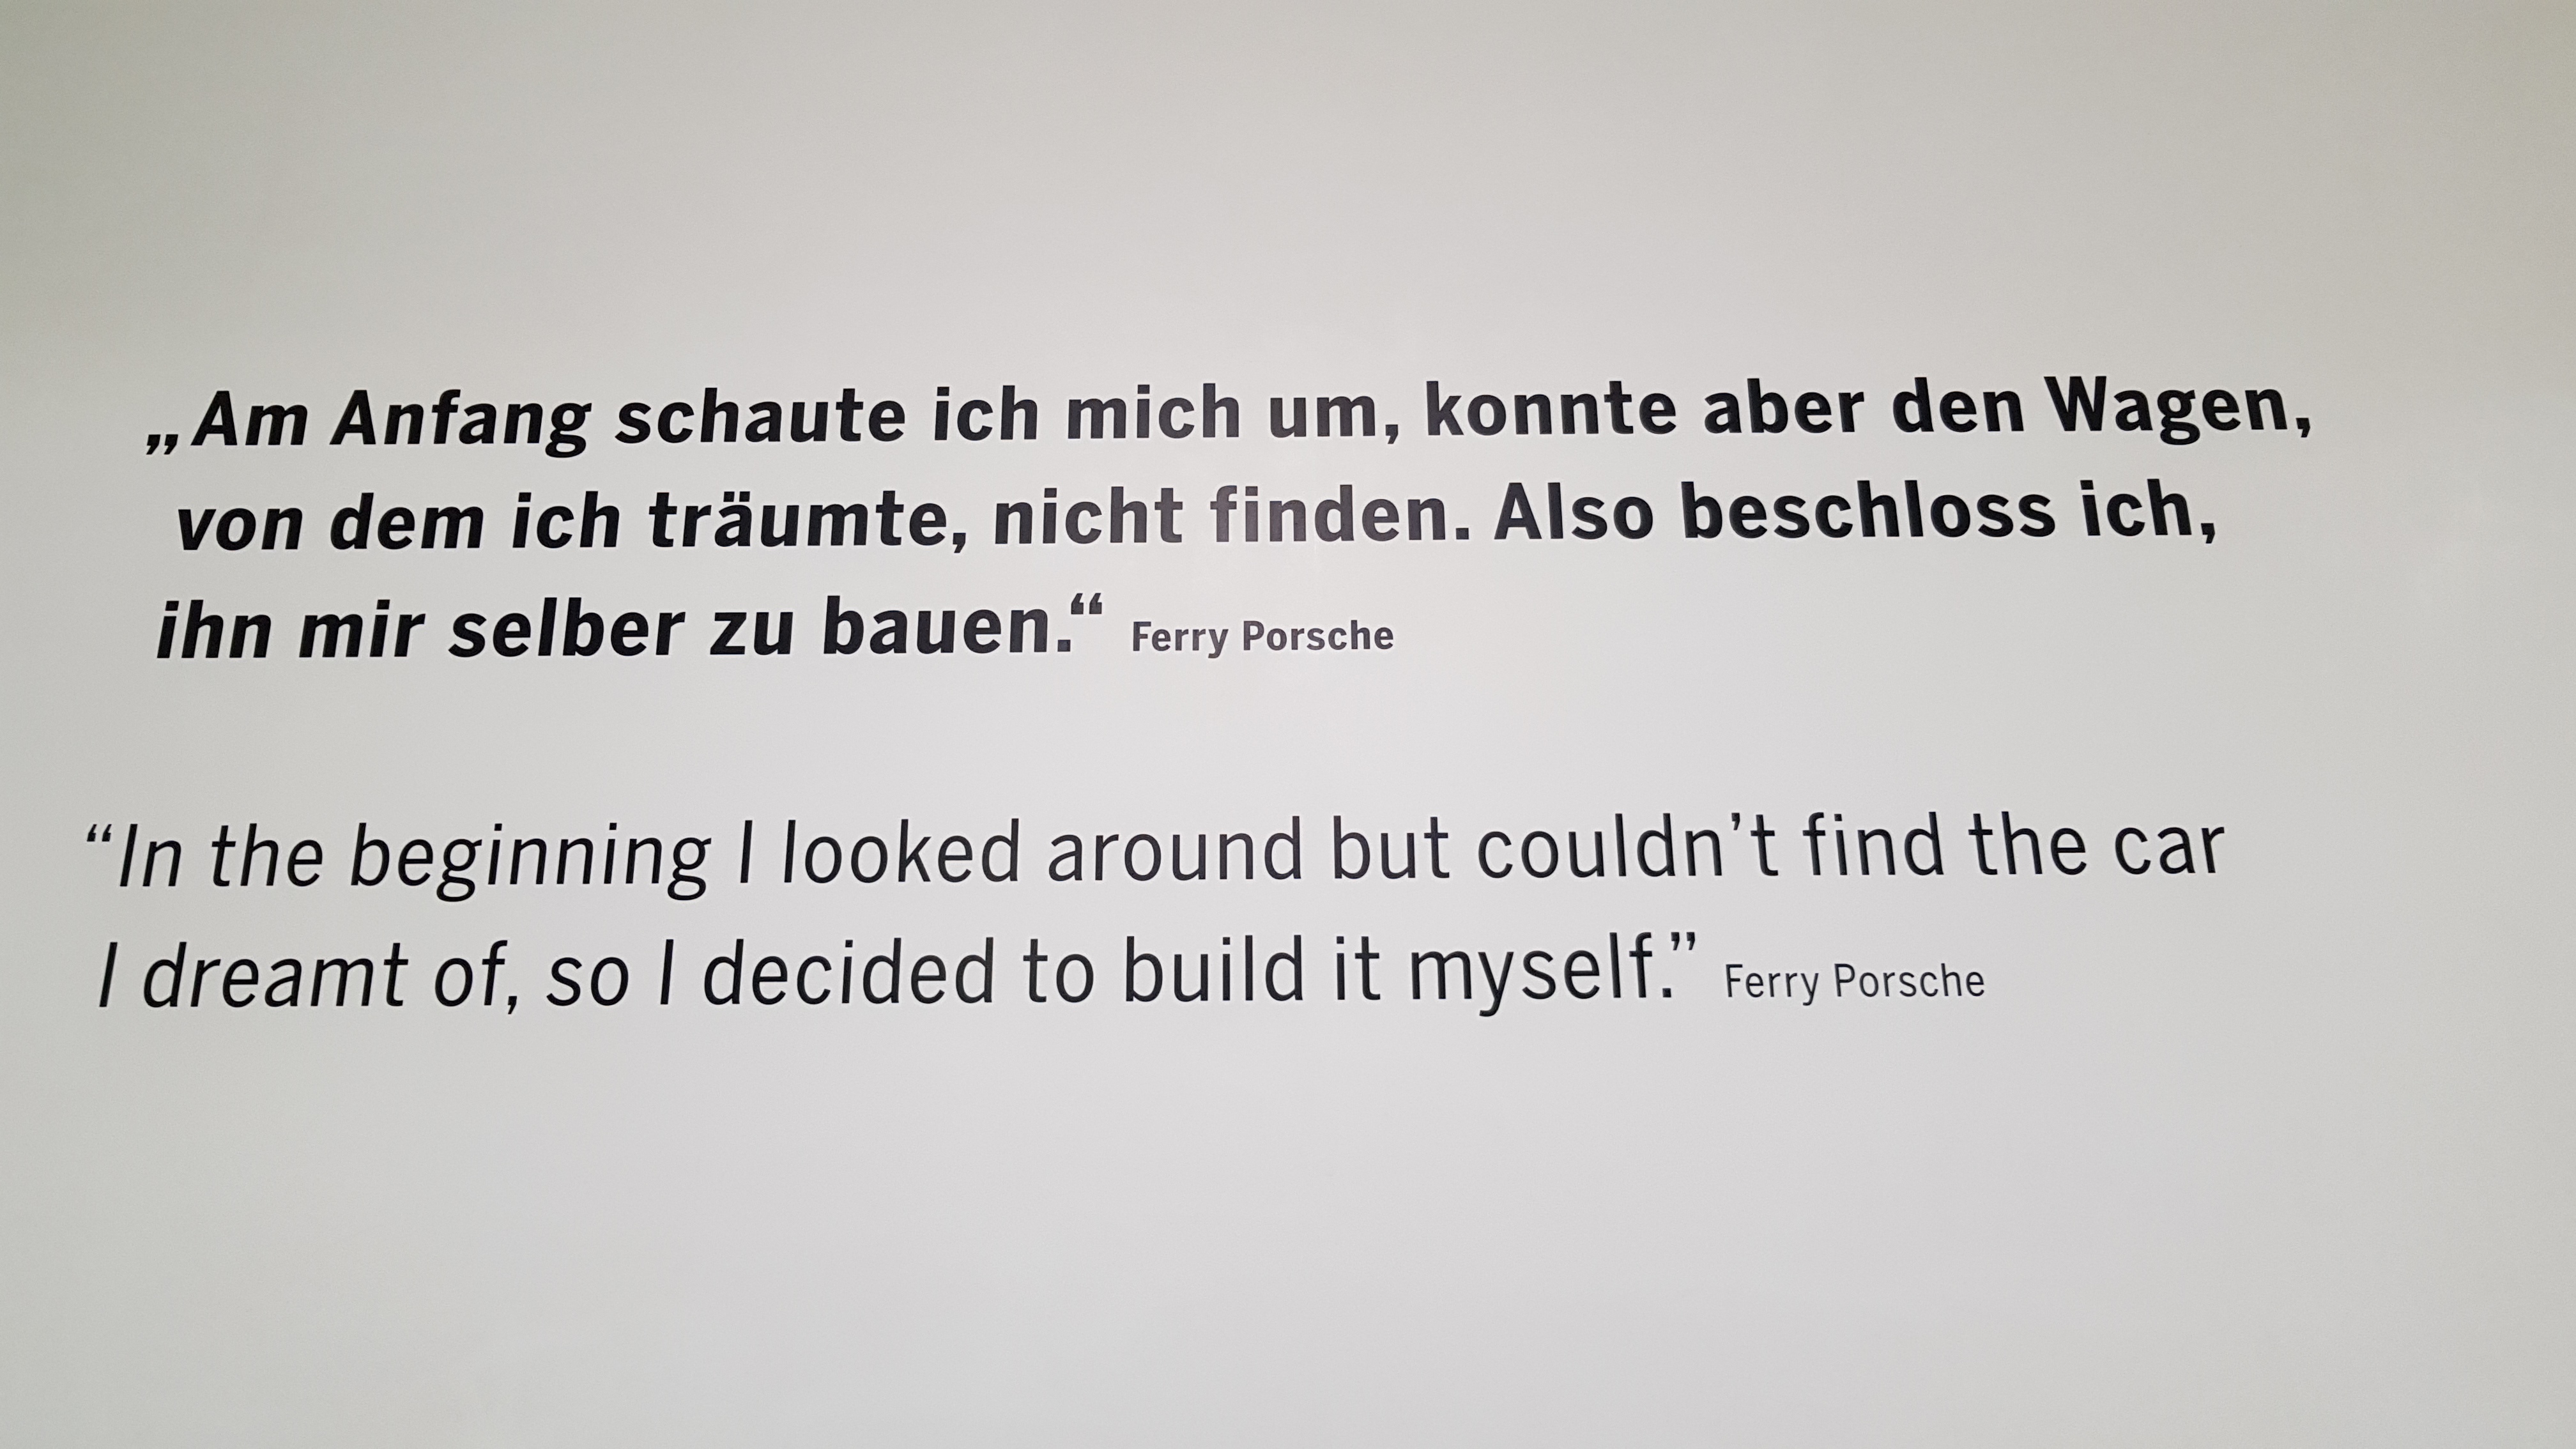 „Am Anfang schaute ich mich um, konnte aber den Wagen,
von dem ich träumte, nicht finden. Also beschloss ich,
ihn mir selber zu bauen.“ Ferry Porsche
“In the beginning I looked around but couldn’t find the car
I dreamt of, so I decided to build it myself.” Ferry Porsche